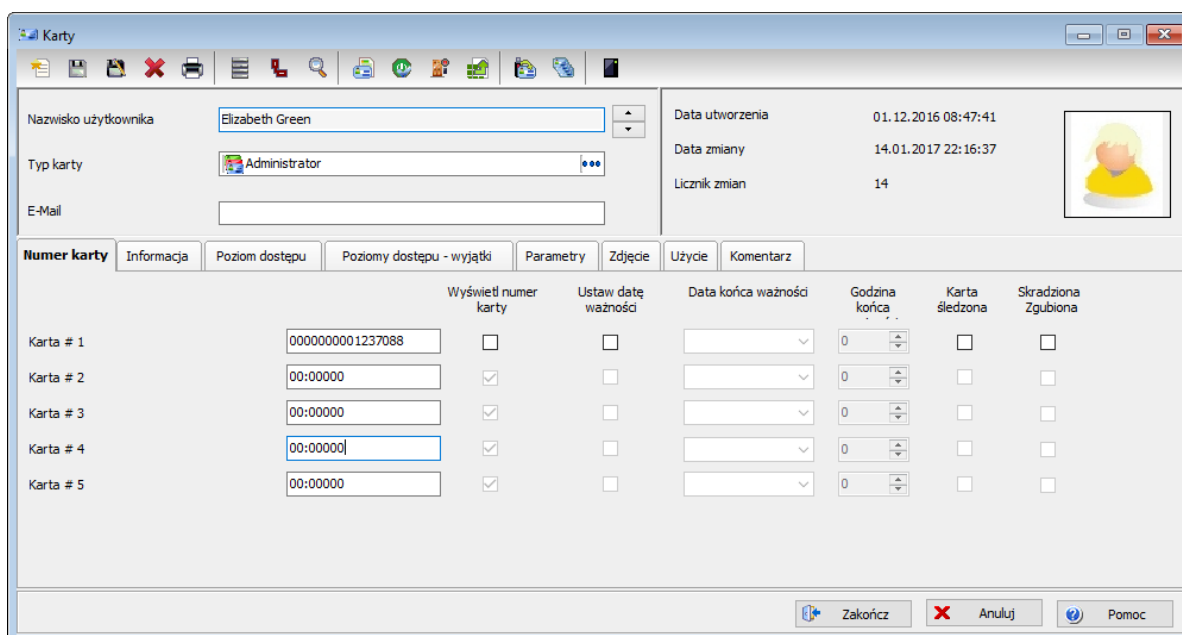 Karty
Nazwisko użytkownika Elizabeth Green
Typ karty Administrator
E-Mail
Data utworzenia 01.12.2016 08:47:41
Data zmiany 14.01.2017 22:16:37
Licznik zmian 14
Numer karty Informacja Poziom dostępu Poziomy dostępu - wyjątki Parametry Zdjęcie Użycie Komentarz
Wyświetl numer karty Ustaw datę ważności Data końca ważności Godzina końca Karta śledzona Skradziona Zgubiona
Karta # 1 0000000001237088 0
Karta # 2 00:00000 0
Karta # 3 00:00000 0
Karta # 4 00:00000 0
Karta # 5 00:00000 0
Zakończ Anuluj Pomoc